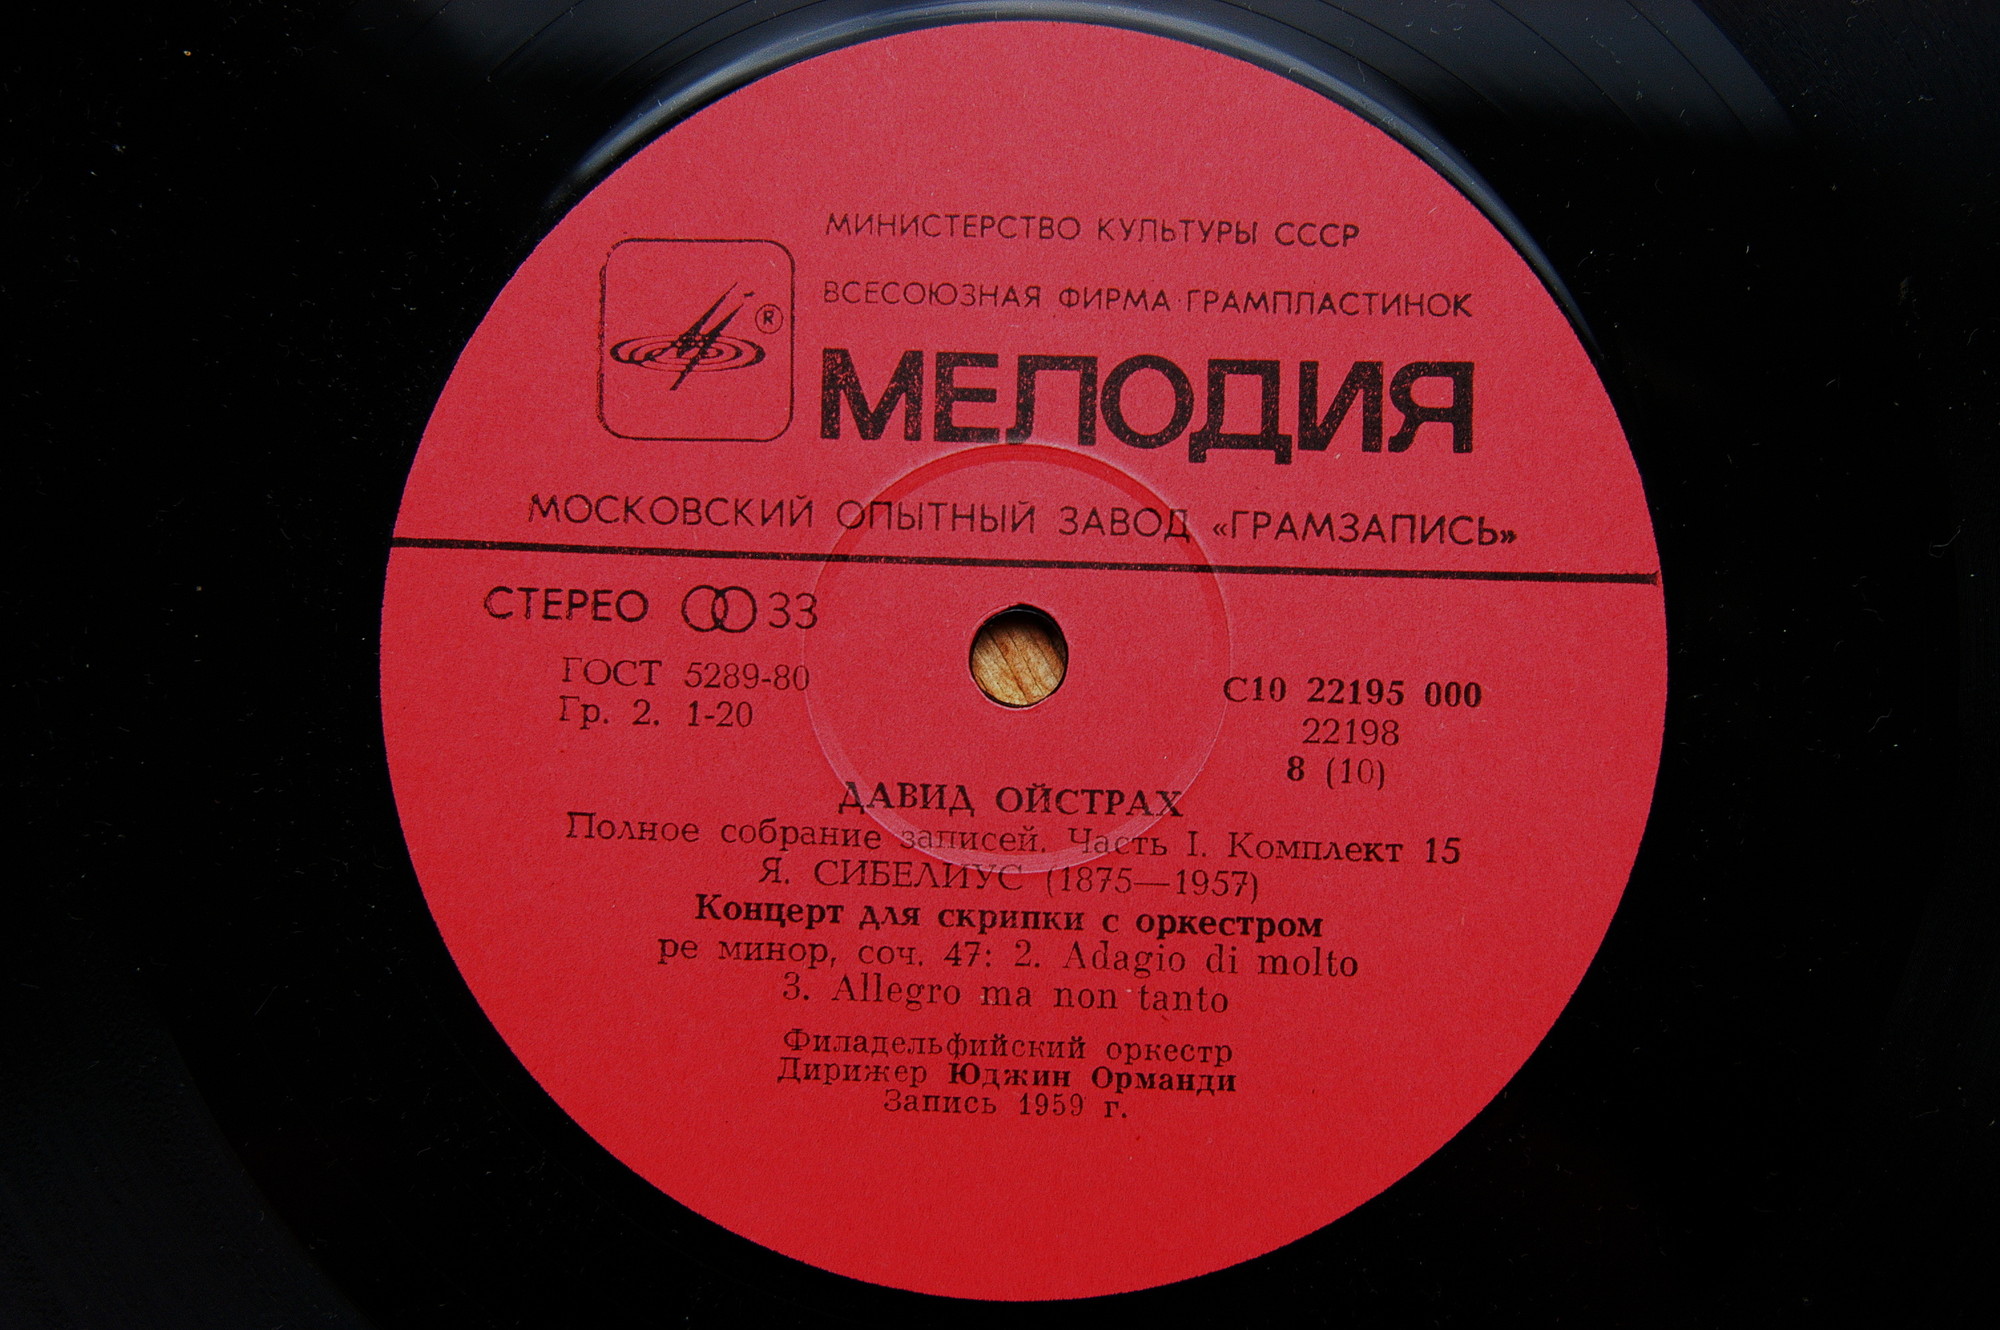 МИНИСТЕРСТВО КУЛЬТУРЫ СССР
ВСЕСОЮЗНАЯ ФИРМА ГРАМПЛАСТИНОК
®
МЕЛОДИЯ
МОСКОВСКИЙ ОПЫТНЫЙ ЗАВОД «ГРАМЗАПИСЬ»
СТЕРЕО 33
ГОСТ 5289-80
Гр. 2. 1-20
С10 22195 000
22198
8 (10)
ДАВИД ОЙСТРАХ
Полное собрание записей. Часть I. Комплект 15
Я. СИБЕЛИУС (1875—1957)
Концерт для скрипки с оркестром
ре минор, соч. 47: 2. Adagio di molto
3. Allegro ma non tanto
Филадельфийский оркестр
Дирижер Юджин Орманди
Запись 1959 г.